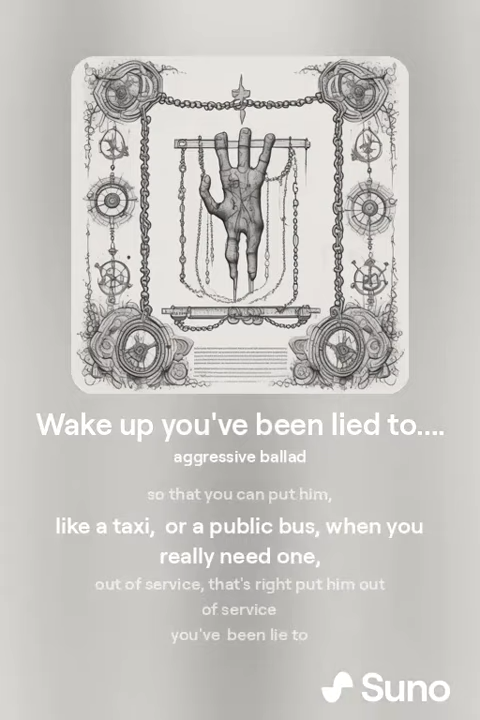 Wake up you've been lied to....
aggressive ballad
so that you can put him,
like a taxi, or a public bus, when you
really need one,
out of service, that's right put him out
of service
you've been lie to
Suno